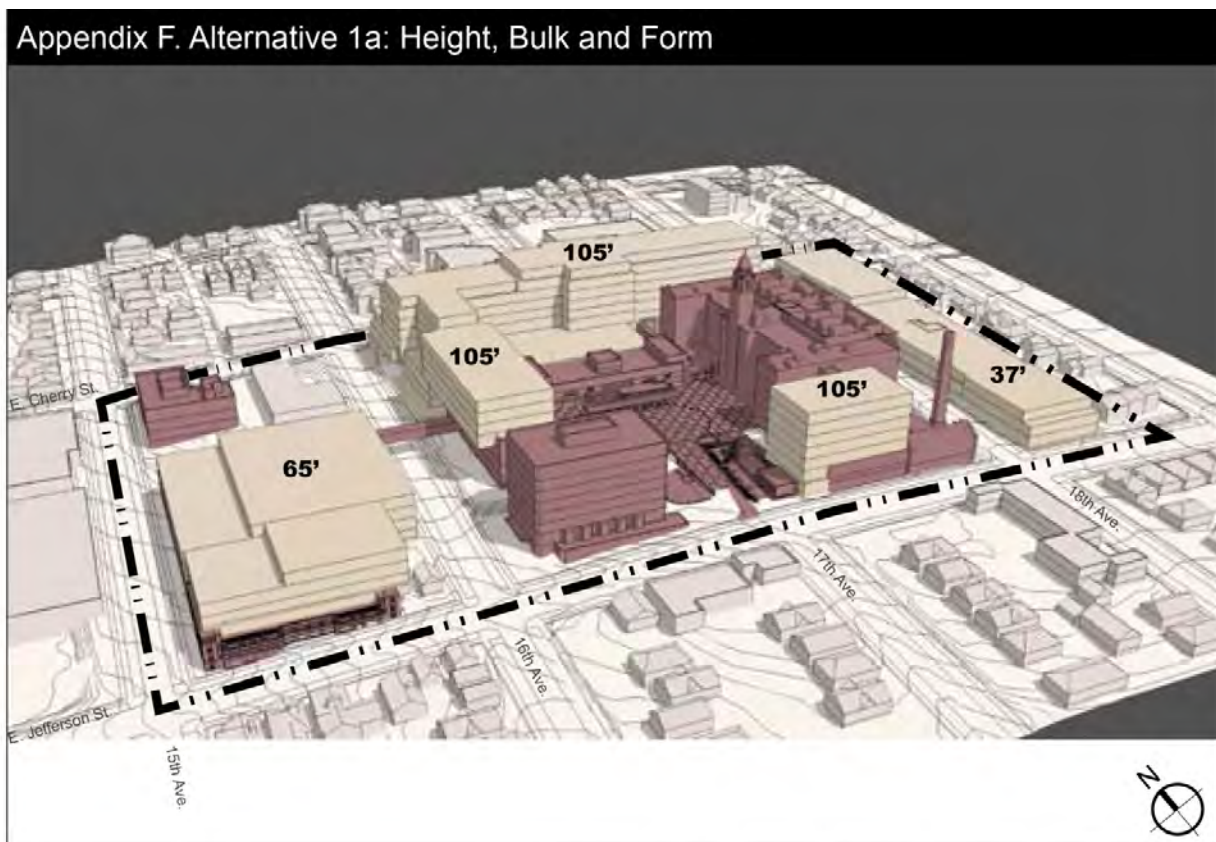 Appendix F. Alternative 1a: Height, Bulk and Form
105’
105’
105’
37’
65’
E. Cherry St.
18th Ave.
17th Ave.
16th Ave.
E. Jefferson St.
15th Ave.
N